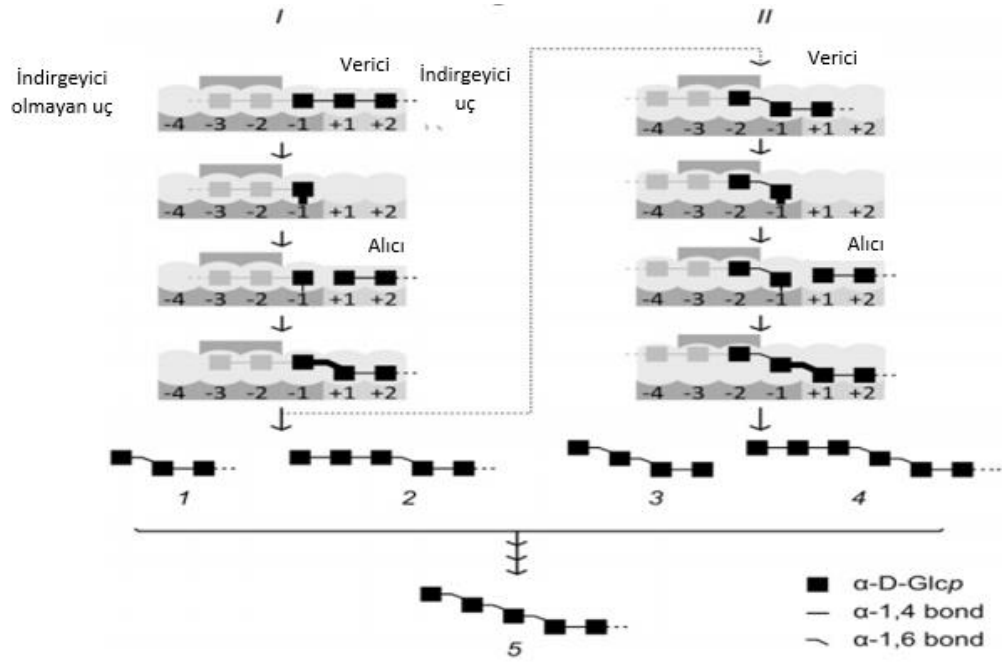 I
II
İndirgeyici
olmayan uç
Verici
İndirgeyici
uç
Verici
-4 -3 -2 -1 +1 +2
-4 -3 -2 -1 +1 +2
-4 -3 -2 -1 +1 +2
-4 -3 -2 -1 +1 +2
Alıcı
Alıcı
-4 -3 -2 -1 +1 +2
-4 -3 -2 -1 +1 +2
-4 -3 -2 -1 +1 +2
-4 -3 -2 -1 +1 +2
1
2
3
4
5
α-D-Glcp
α-1,4 bond
α-1,6 bond